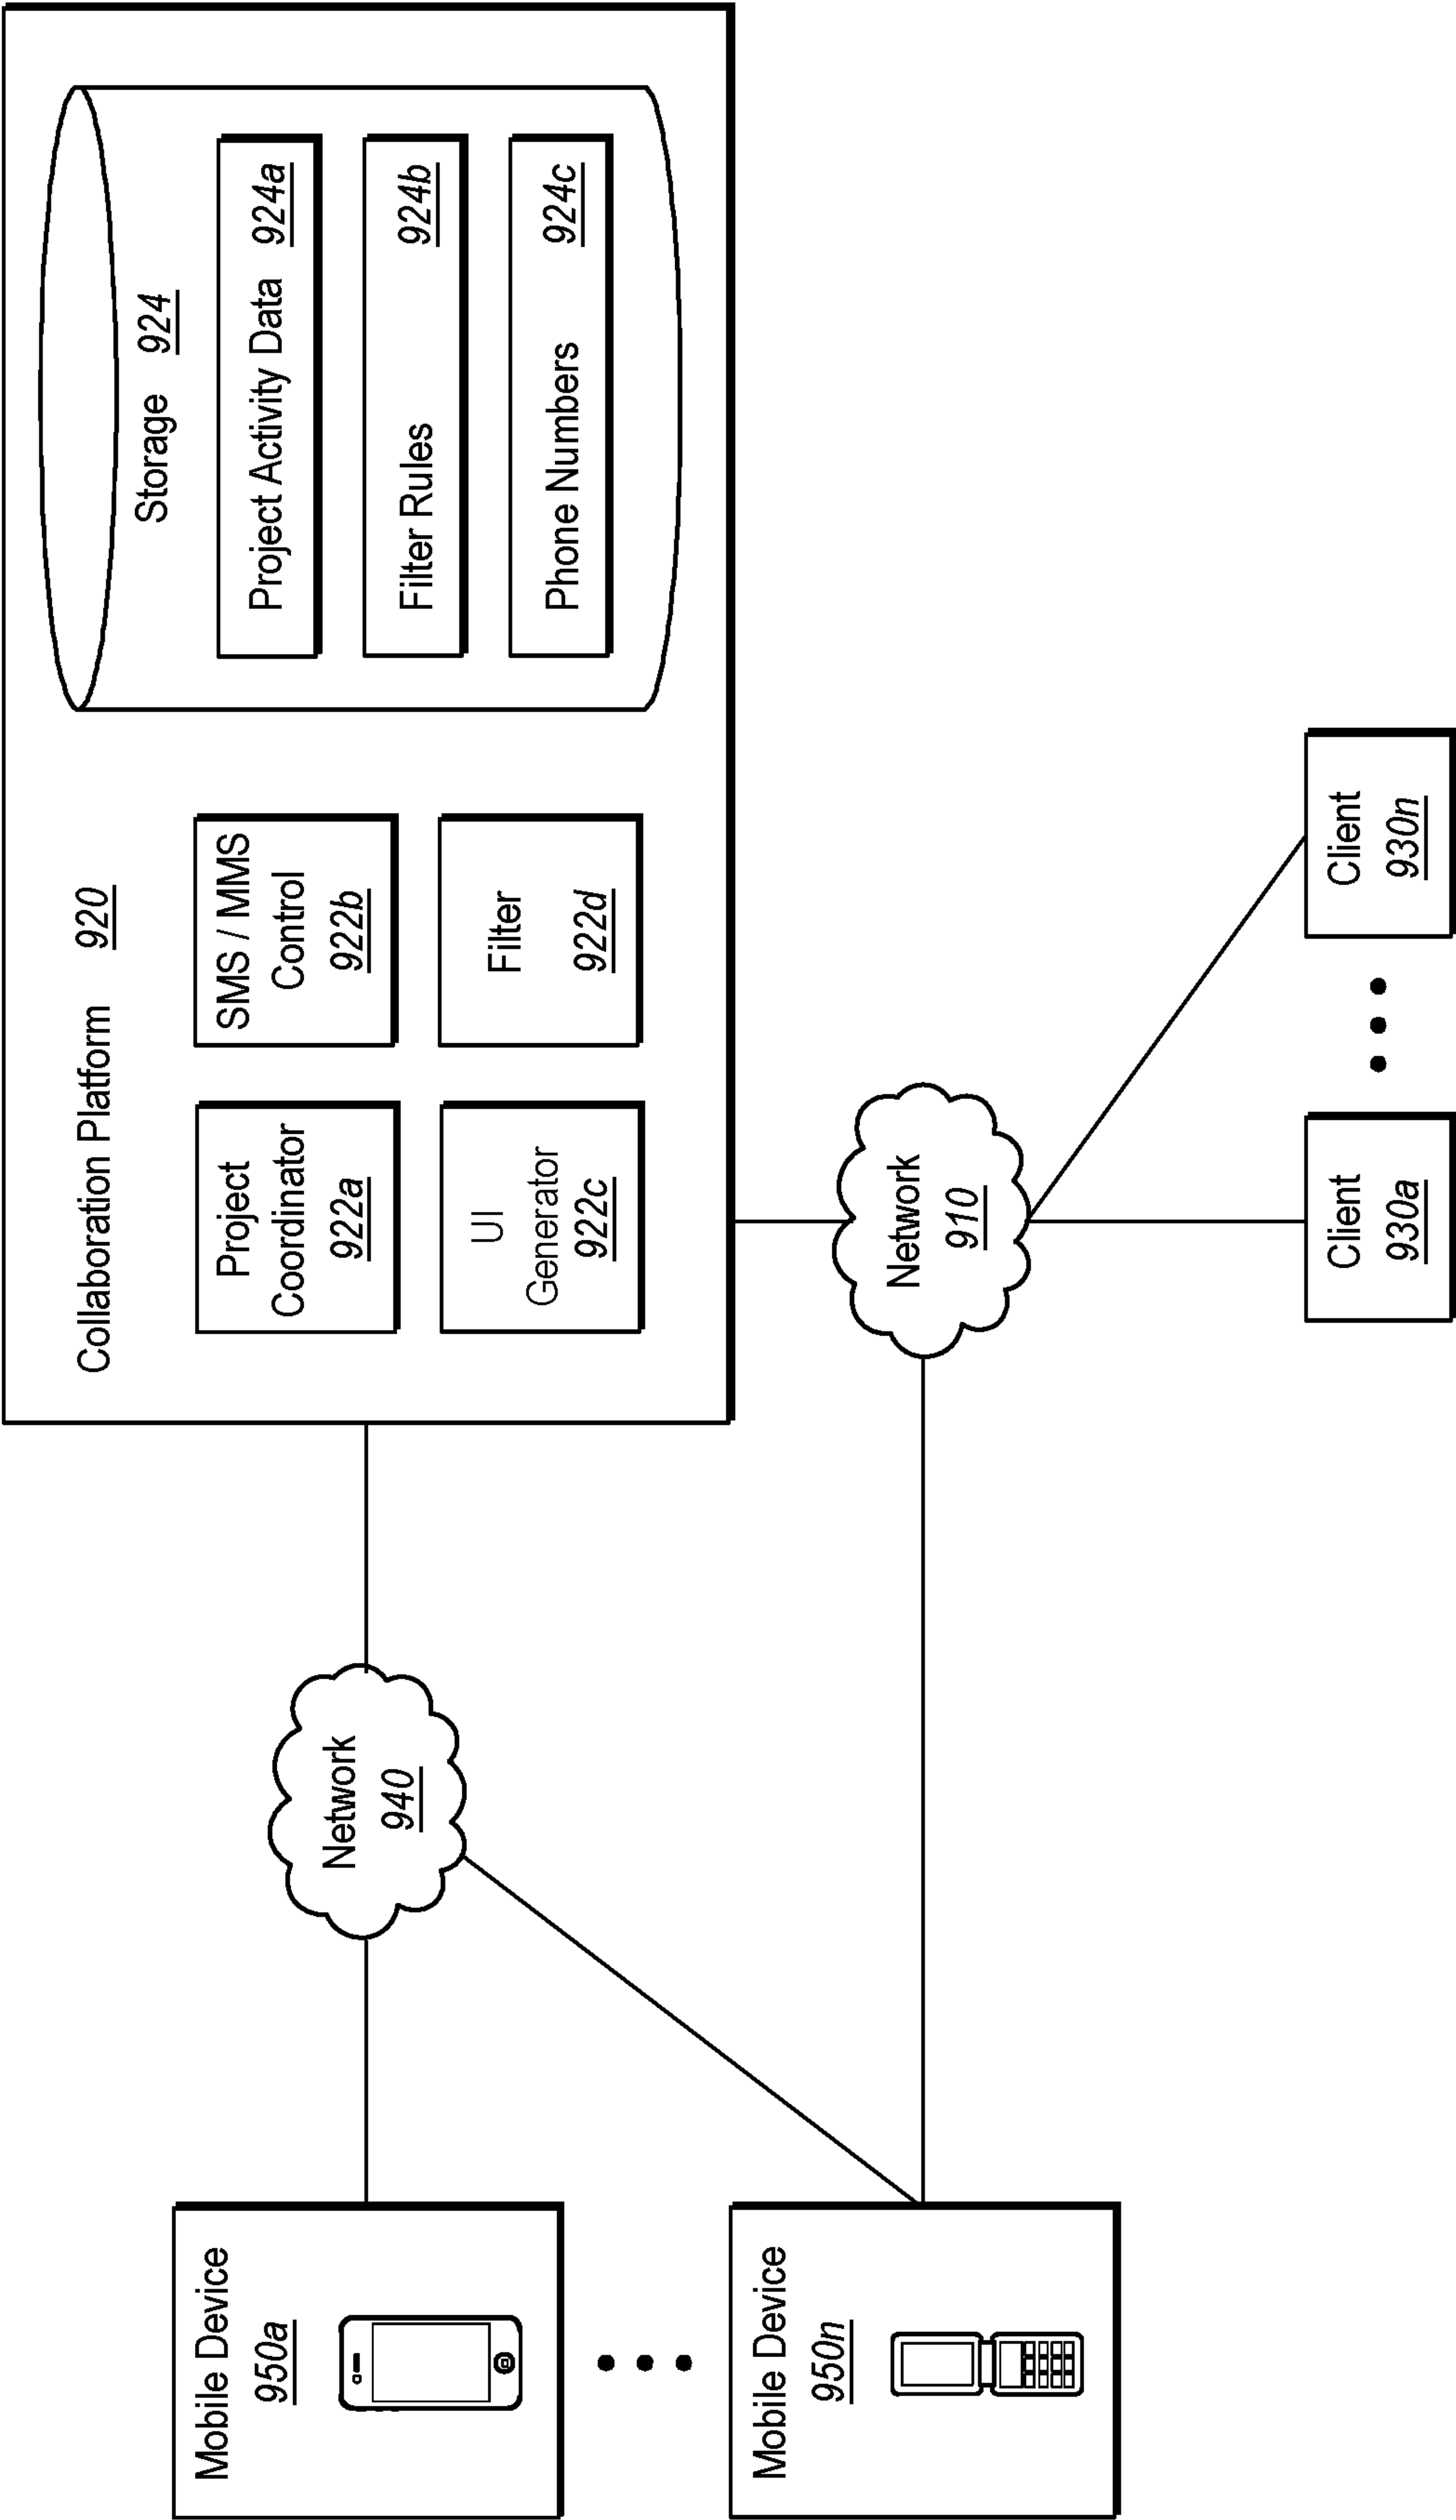 Mobile Device
950a
Mobile Device
950n
Network
940
Collaboration Platform 920
Project
Coordinator
922a
SMS / MMS
Control
922b
UI
Generator
922c
Filter
922d
Storage 924
Project Activity Data 924a
Filter Rules 924b
Phone Numbers 924c
Network
910
Client
930a
Client
930n